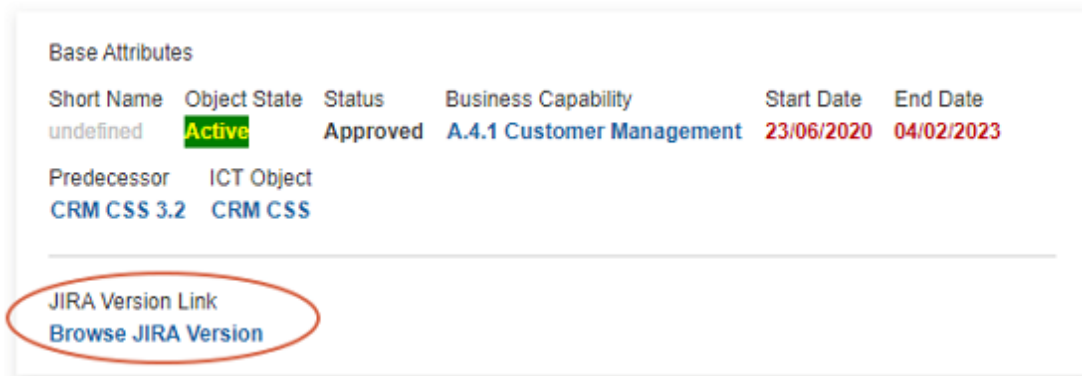 Base Attributes
Short Name Object State Status Business Capability Start Date End Date
undefined Active Approved A.4.1 Customer Management 23/06/2020 04/02/2023
Predecessor ICT Object
CRM CSS 3.2 CRM CSS
JIRA Version Link
Browse JIRA Version